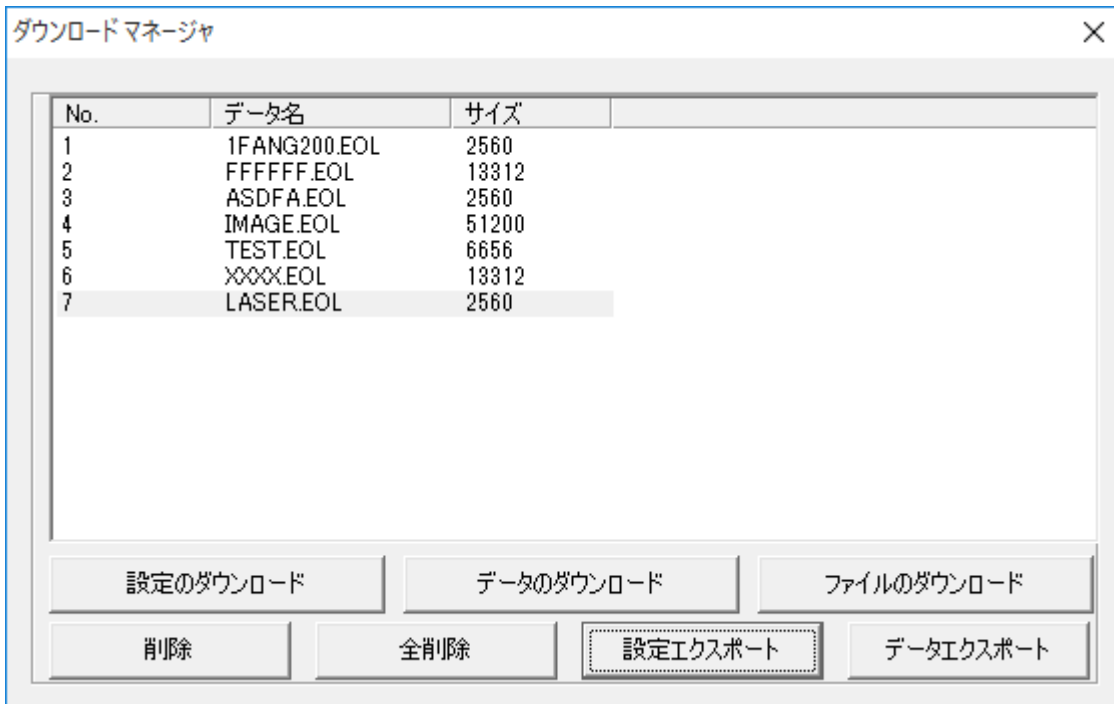 ダウンロード マネージャ
No. データ名 サイズ
1 1FANG200.EOL 2560
2 FFFFFF.EOL 13312
3 ASDFA.EOL 2560
4 IMAGE.EOL 51200
5 TEST.EOL 6656
6 XXXX.EOL 13312
7 LASER.EOL 2560
設定のダウンロード データのダウンロード ファイルのダウンロード
削除 全削除 設定エクスポート データエクスポート